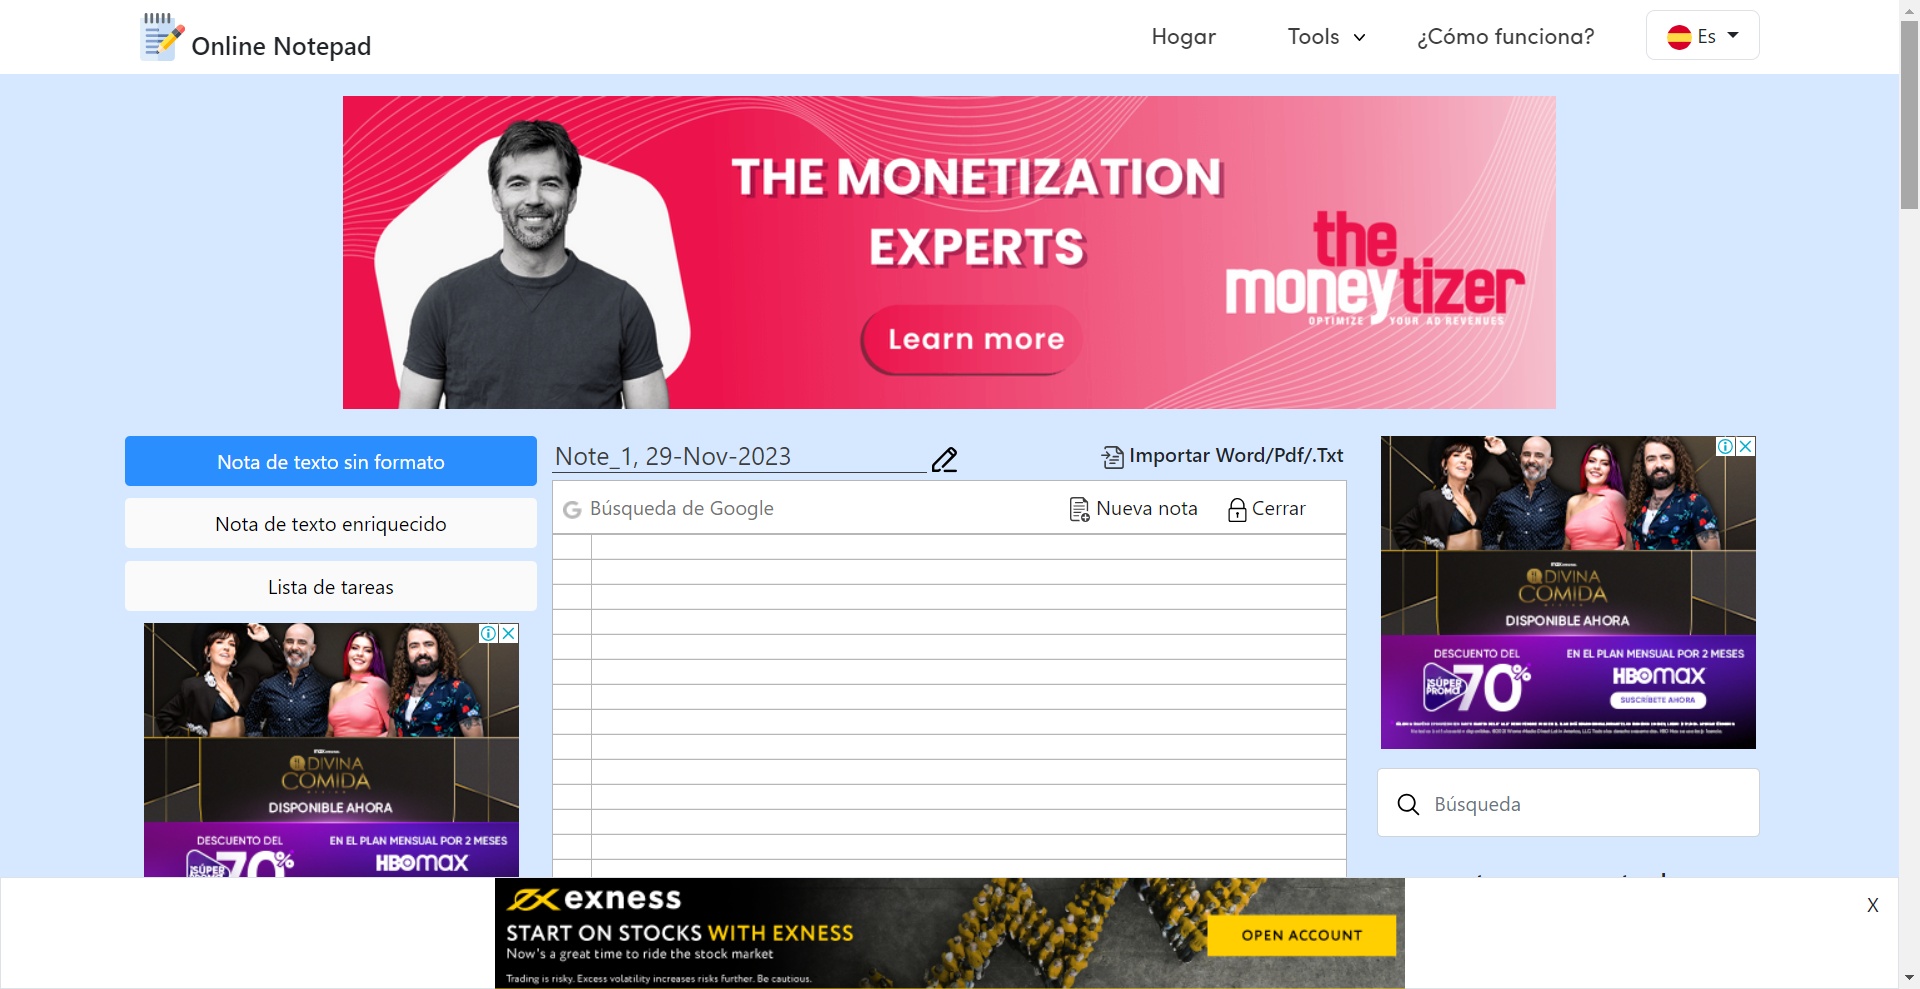 Online Notepad
Hogar
Tools
¿Cómo funciona?
Es
THE MONETIZATION
EXPERTS
Learn more
the
moneytizer
OPTIMIZE YOUR AD REVENUES
Nota de texto sin formato
Nota de texto enriquecido
Lista de tareas
DIVINA
COMIDA
DISPONIBLE AHORA
DESCUENTO DEL
¡SÚPER
70%
EN EL PLAN MENSUAL POR 2 MESES
HBOMAX
Note_1, 29-Nov-2023
Importar Word/Pdf/.Txt
G Búsqueda de Google
Nueva nota
Cerrar
DIVINA
COMIDA
DISPONIBLE AHORA
DESCUENTO DEL
¡SÚPER
PROMO
70%
EN EL PLAN MENSUAL POR 2 MESES
HBOMAX
SUSCRÍBETE AHORA
Búsqueda
exness
START ON STOCKS WITH EXNESS
Now's a great time to ride the stock market
Trading is risky. Excess volatility increases risks further. Be cautious.
OPEN ACCOUNT
X